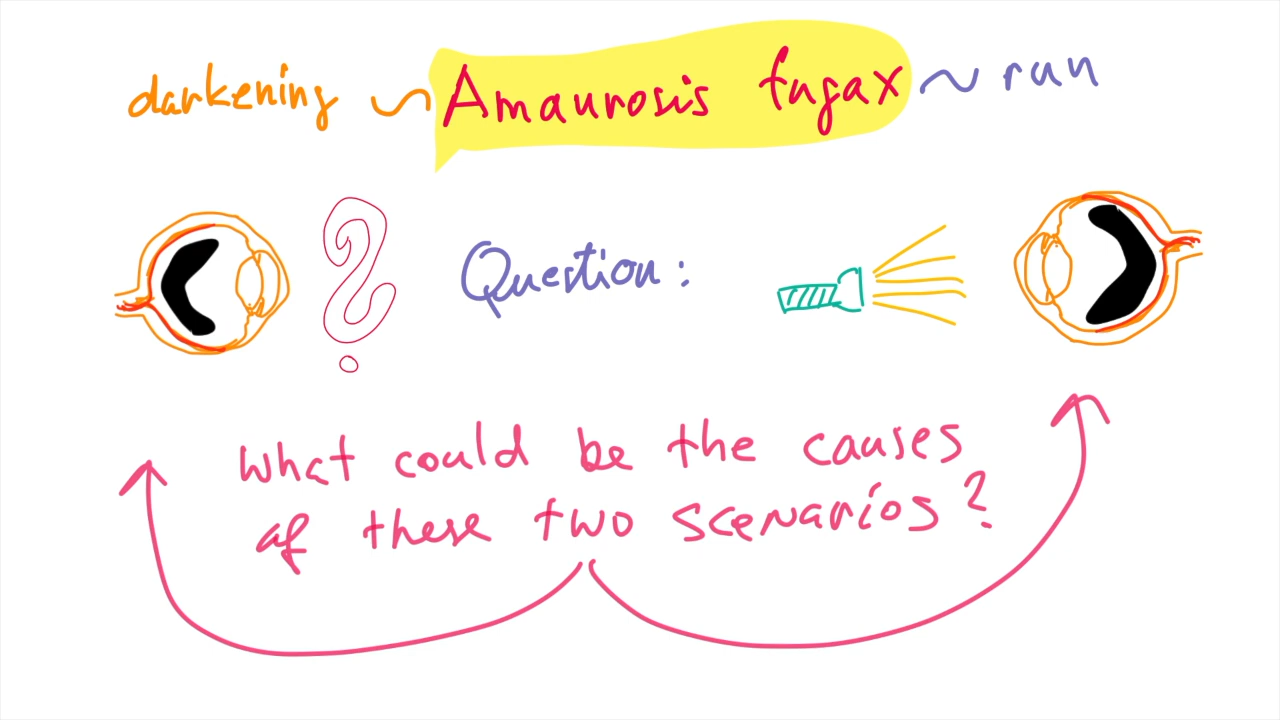 darkening ~ Amaurosis fugax ~ run
?
Question:
What could be the causes
of these two scenarios?